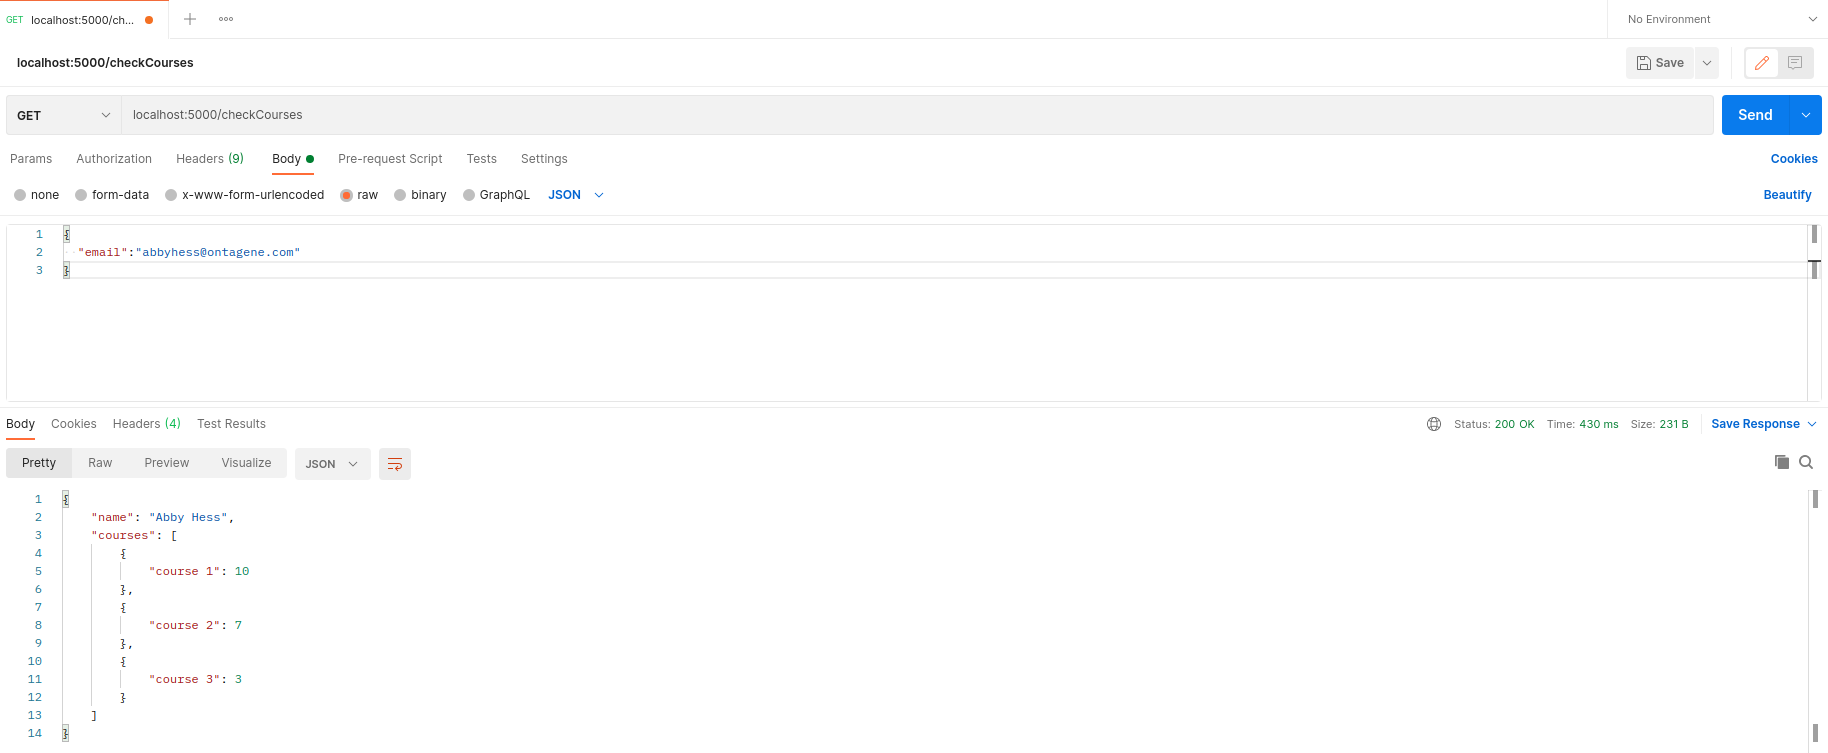 GET localhost:5000/ch... No Environment
localhost:5000/checkCourses Save
GET localhost:5000/checkCourses Send
Params Authorization Headers (9) Body Pre-request Script Tests Settings Cookies
none form-data x-www-form-urlencoded raw binary GraphQL JSON Beautify
1 {
2 "email":"abbyhess@ontagene.com"
3 }
Body Cookies Headers (4) Test Results Status: 200 OK Time: 430 ms Size: 231 B Save Response
Pretty Raw Preview Visualize JSON
1 {
2 "name": "Abby Hess",
3 "courses": [
4 {
5 "course 1": 10
6 },
7 {
8 "course 2": 7
9 },
10 {
11 "course 3": 3
12 }
13 ]
14 }